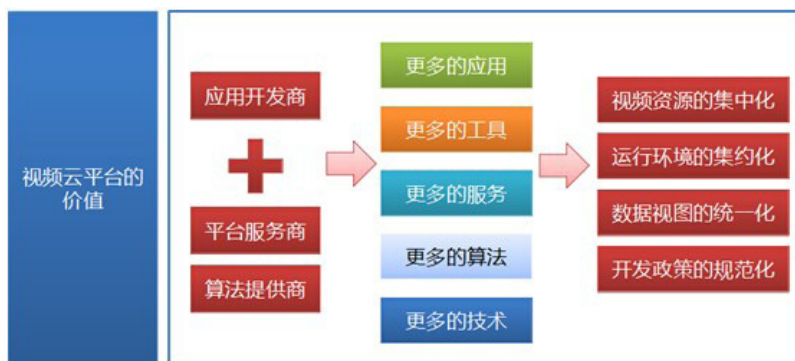 视频云平台的
价值
应用开发商
平台服务商
算法提供商
更多的应用
更多的工具
更多的服务
更多的算法
更多的技术
视频资源的集中化
运行环境的集约化
数据视图的统一化
开发政策的规范化